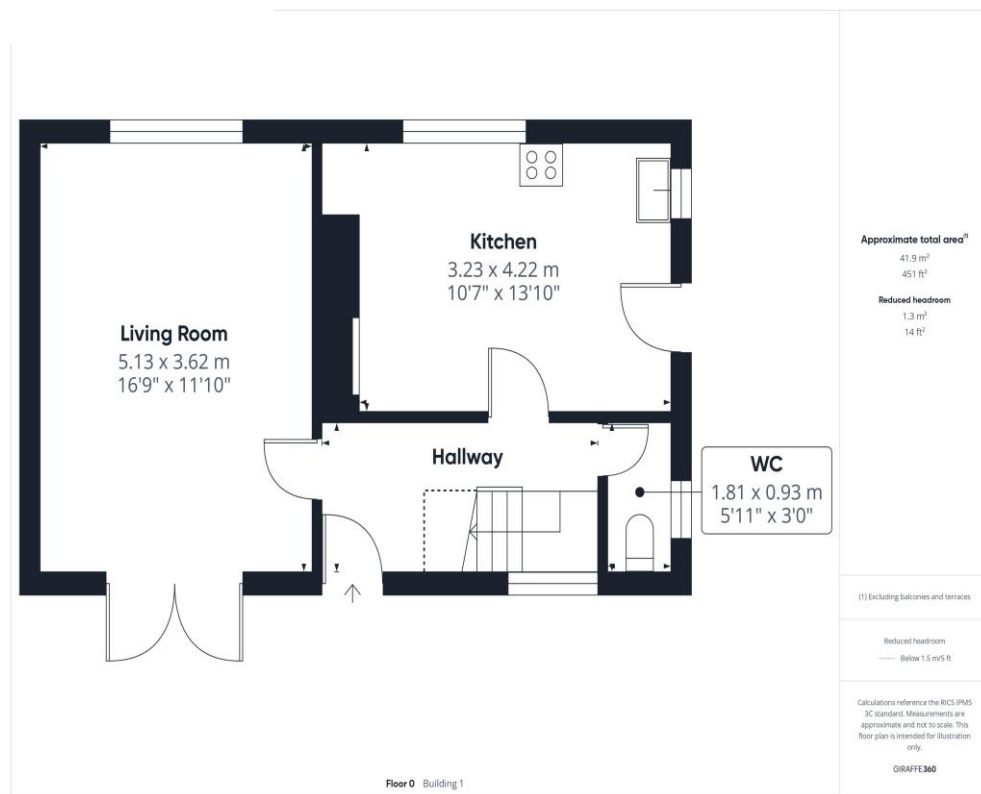 Kitchen
3.23 x 4.22 m
10'7" x 13'10"
Living Room
5.13 x 3.62 m
16'9" x 11'10"
Hallway
WC
1.81 x 0.93 m
5'11" x 3'0"
Approximate total area(1)
41.9 m²
451 ft²
Reduced headroom
1.3 m²
14 ft²
(1) Excluding balconies and terraces
Reduced headroom
Below 1.5 m/5 ft
Calculations reference the RICS IPMS
3C standard. Measurements are
approximate and not to scale. This
floor plan is intended for illustration
only.
GIRAFFE360
Floor 0 Building 1